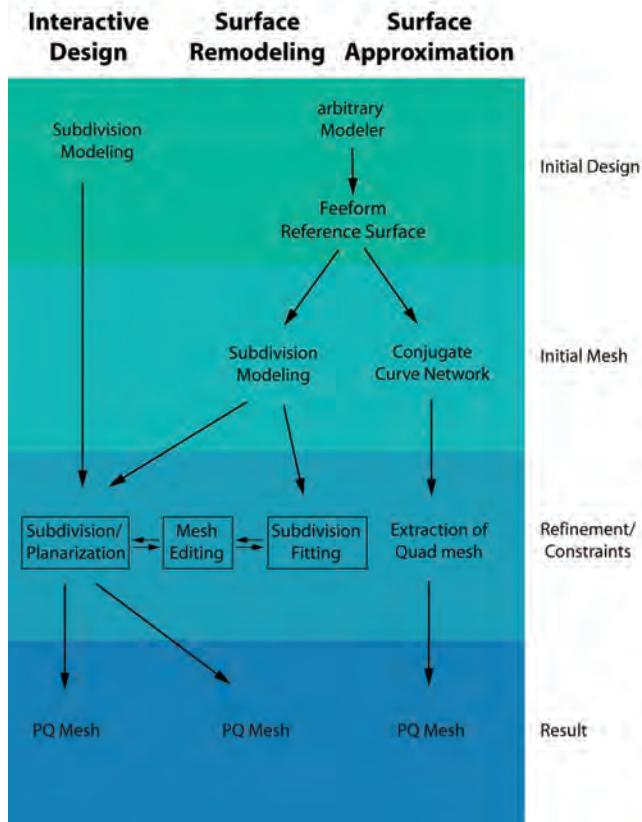 Interactive
Design
Surface
Remodeling
Surface
Approximation
Subdivision
Modeling
arbitrary
Modeler
Initial Design
Feeform
Reference Surface
Subdivision
Modeling
Conjugate
Curve Network
Initial Mesh
Subdivision/
Planarization
Mesh
Editing
Subdivision
Fitting
Extraction of
Quad mesh
Refinement/
Constraints
PQ Mesh
PQ Mesh
PQ Mesh
Result